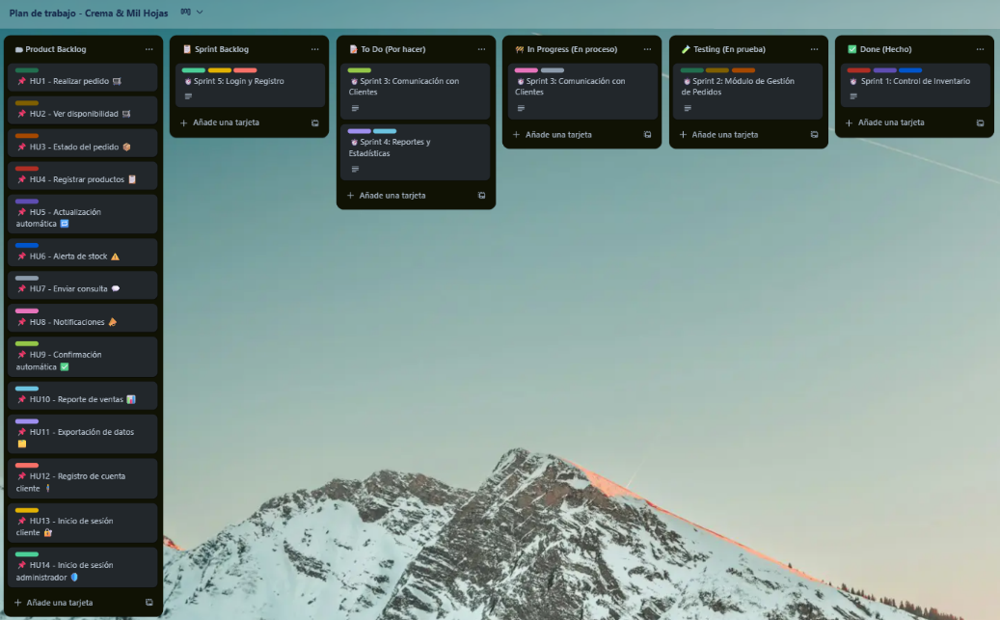 Plan de trabajo - Crema & Mil Hojas
Product Backlog
HU1 - Realizar pedido
HU2 - Ver disponibilidad
HU3 - Estado del pedido
HU4 - Registrar productos
HU5 - Actualización
automática
HU6 - Alerta de stock
HU7 - Enviar consulta
HU8 - Notificaciones
HU9 - Confirmación
automática
HU10 - Reporte de ventas
HU11 - Exportación de datos
HU12 - Registro de cuenta
cliente
HU13 - Inicio de sesión
cliente
HU14 - Inicio de sesión
administrador
Añade una tarjeta
Sprint Backlog
Sprint 5: Login y Registro
Añade una tarjeta
To Do (Por hacer)
Sprint 3: Comunicación con
Clientes
Sprint 4: Reportes y
Estadísticas
Añade una tarjeta
In Progress (En proceso)
Sprint 3: Comunicación con
Clientes
Añade una tarjeta
Testing (En prueba)
Sprint 2: Módulo de Gestión
de Pedidos
Añade una tarjeta
Done (Hecho)
Sprint 1: Control de Inventario
Añade una tarjeta